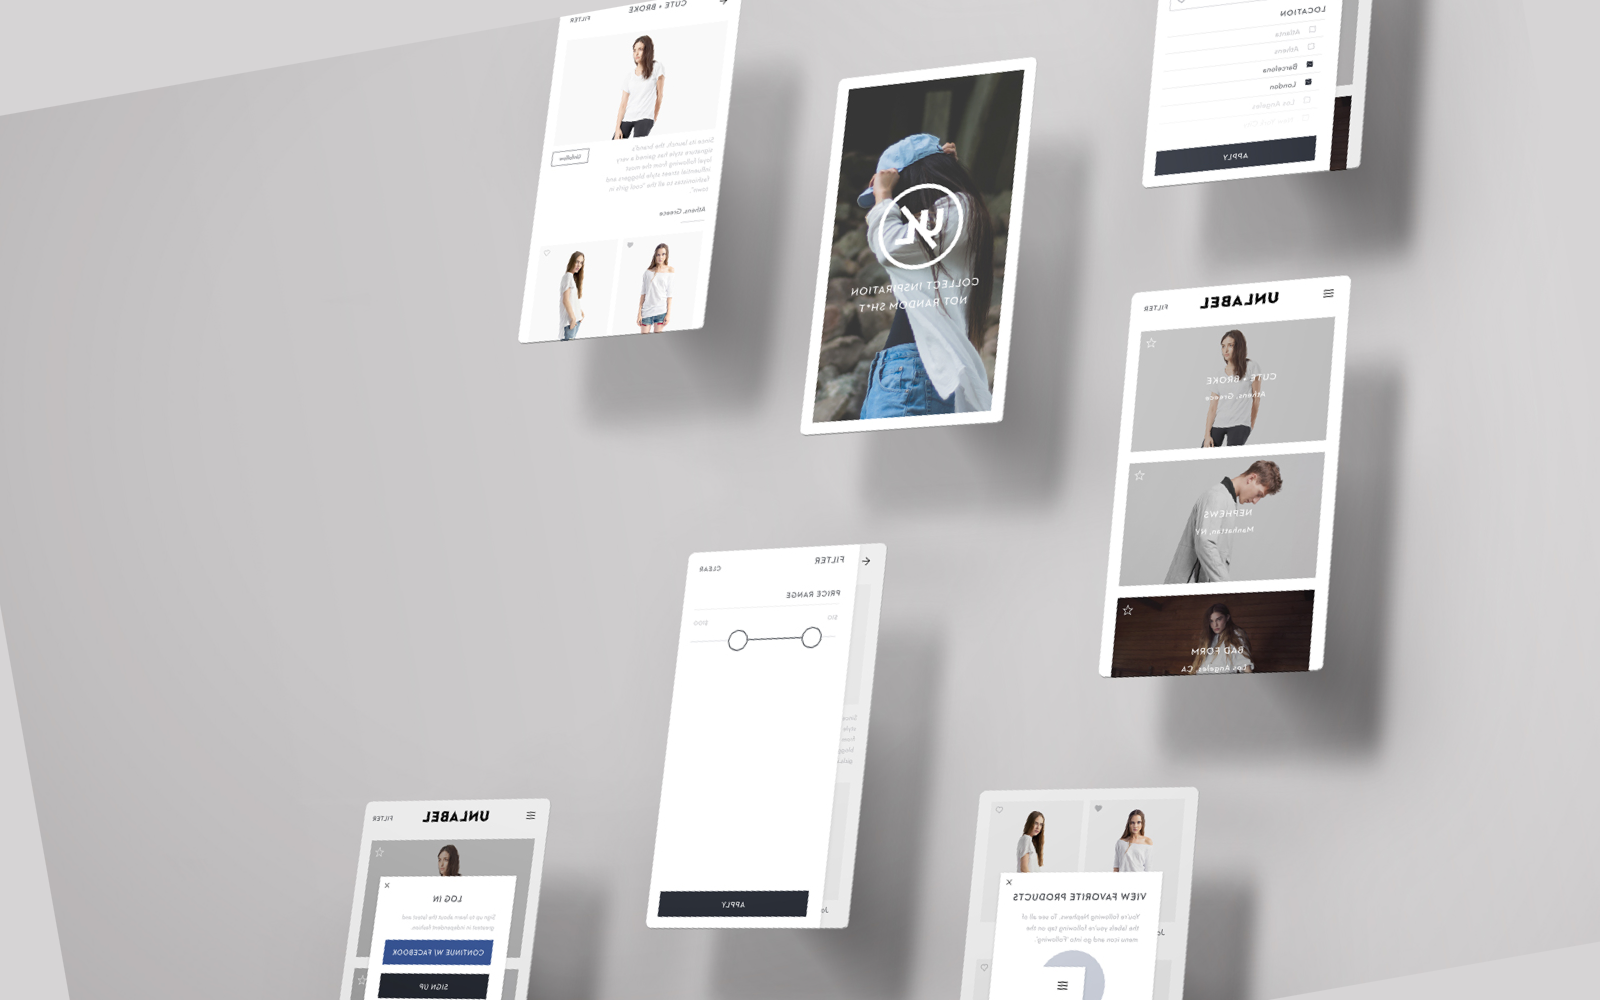 CUTE + BROKE
FILTER
Since its launch, the brand's
signature style has gained a very
loyal following from the most
influential street style bloggers and
fashionistas to all the "cool girls in
town"
Unfollow
Athens, Greece
COLLECT INSPIRATION
NOT RANDOM SH*T
LOCATION
Atlanta
Athens
Barcelona
London
Los Angeles
New York City
APPLY
UNLABEL
FILTER
CUTE + BROKE
Athens, Greece
NEPHEWS
Manhattan, NY
BAD FORM
Los Angeles, CA
FILTER
CLEAR
PRICE RANGE
$10
$100
APPLY
UNLABEL
FILTER
LOG IN
Sign up to learn about the latest and
greatest in independent fashion.
CONTINUE W/ FACEBOOK
SIGN UP
VIEW FAVORITE PRODUCTS
You're following Nephews. To see all of
the labels you're following tap on the
menu icon and go into 'Following'.